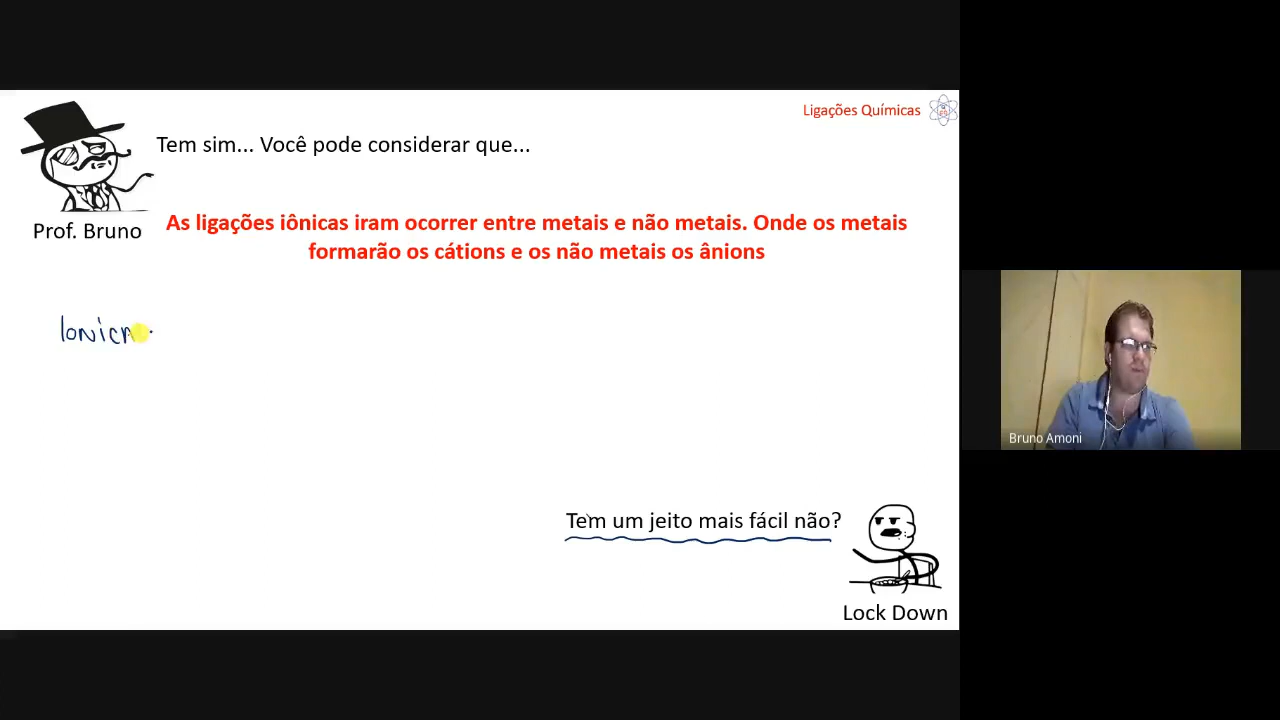 Ligações Químicas
Tem sim... Você pode considerar que...
As ligações iônicas iram ocorrer entre metais e não metais. Onde os metais
formarão os cátions e os não metais os ânions
Prof. Bruno
Tem um jeito mais fácil não?
Lock Down
Bruno Amoni